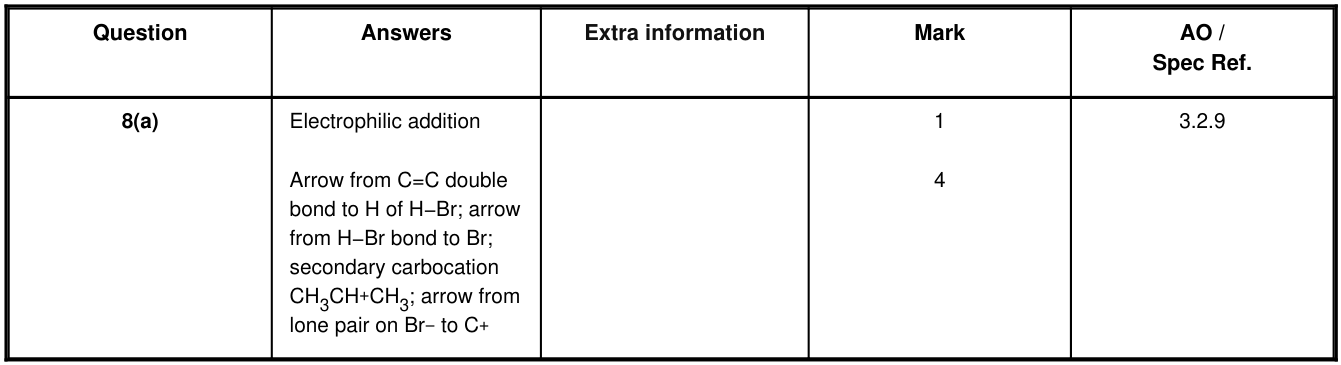 Question Answers Extra information Mark AO /
Spec Ref.
8(a) Electrophilic addition 1 3.2.9
Arrow from C=C double 4
bond to H of H–Br; arrow
from H–Br bond to Br;
secondary carbocation
CH₃CH+CH₃; arrow from
lone pair on Br− to C+